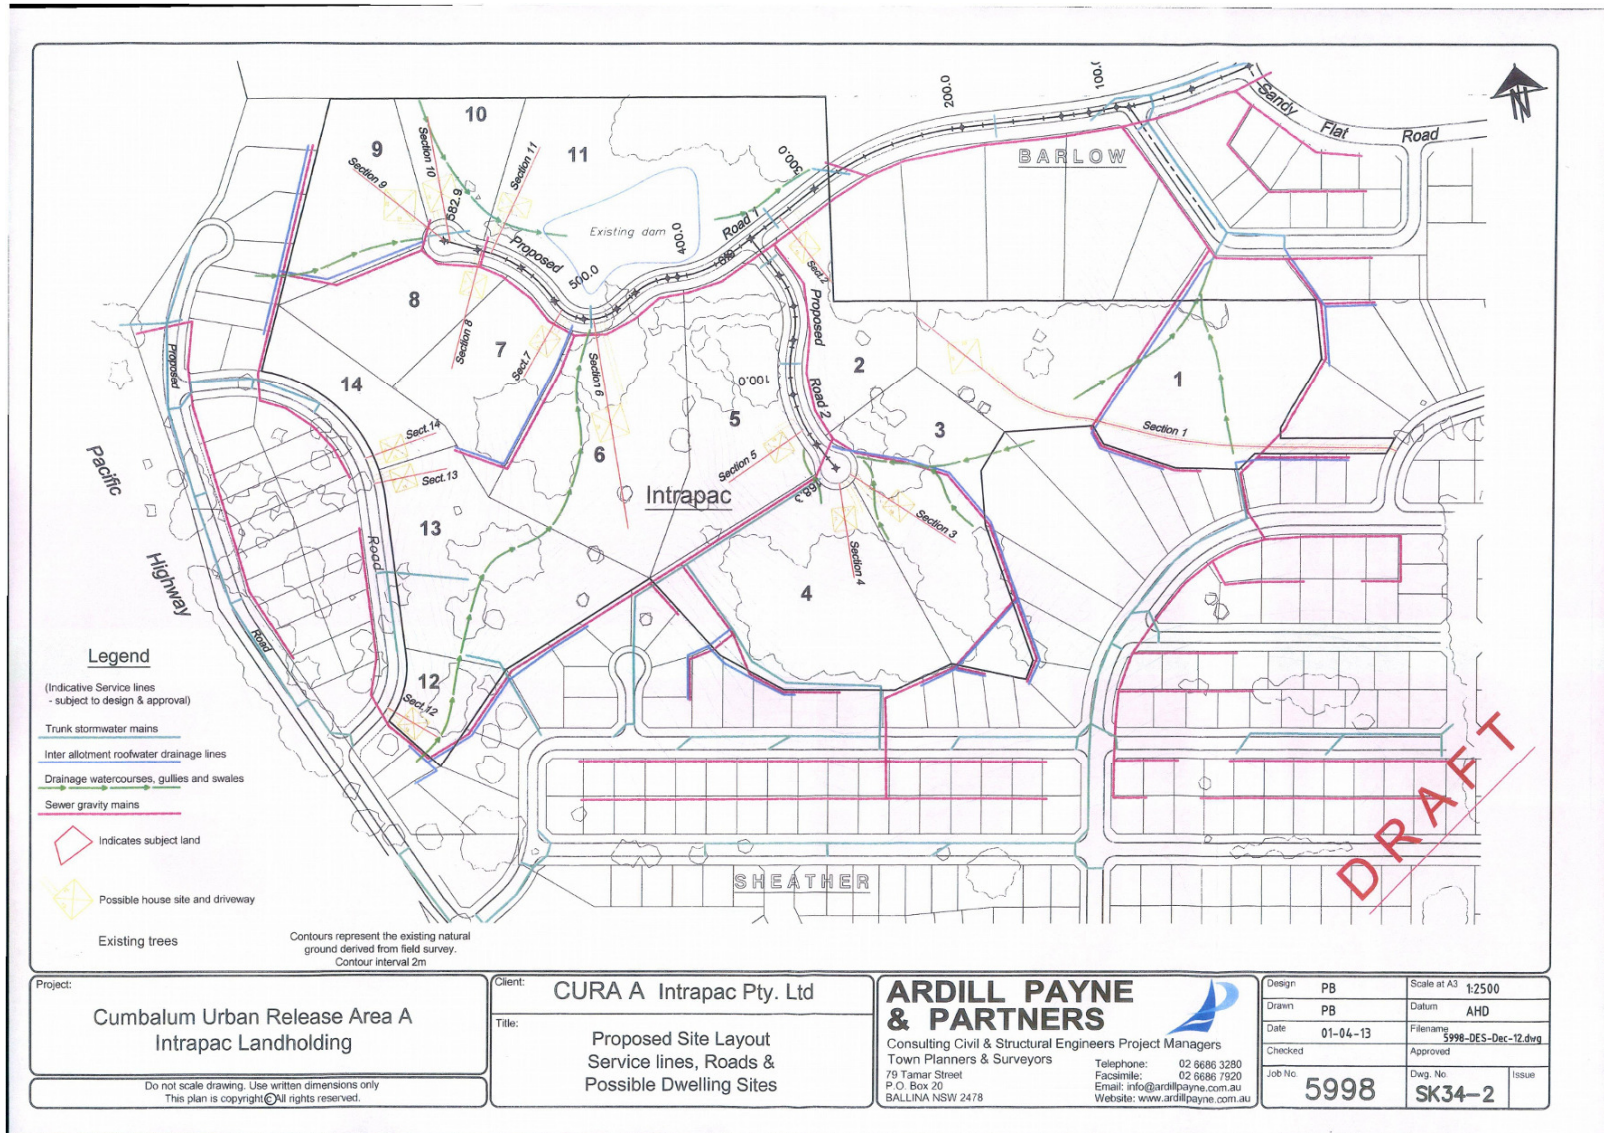 10
9
11
Section 10
Section 11
Section 9
582.9
300.0
200.0
100.0
Sandy
Flat
Road
BARLOW
Existing dam
400.0
Road 1
Proposed
500.0
Sect.2
8
7
Section 8
Sect.7
14
Section 6
100.0
5
Proposed
Road 2
2
3
1
Section 1
Proposed
Sect.14
Sect.13
6
Section 5
Intrapac
Section 3
Section 4
4
13
Road
Pacific
Highway
Road
12
Sect.12
SHEATHER
DRAFT
N
Legend
(Indicative Service lines
- subject to design & approval)
Trunk stormwater mains
Inter allotment roofwater drainage lines
Drainage watercourses, gullies and swales
Sewer gravity mains
Indicates subject land
Possible house site and driveway
Existing trees
Contours represent the existing natural
ground derived from field survey.
Contour interval 2m
Project:
Cumbalum Urban Release Area A
Intrapac Landholding
Do not scale drawing. Use written dimensions only
This plan is copyright © All rights reserved.
Client:
CURA A Intrapac Pty. Ltd
Title:
Proposed Site Layout
Service lines, Roads &
Possible Dwelling Sites
ARDILL PAYNE
& PARTNERS
Consulting Civil & Structural Engineers Project Managers
Town Planners & Surveyors
79 Tamar Street
P.O. Box 20
BALLINA NSW 2478
Telephone: 02 6686 3280
Facsimile: 02 6686 7920
Email: info@ardillpayne.com.au
Website: www.ardillpayne.com.au
Design PB
Scale at A3 1:2500
Drawn PB
Datum AHD
Date 01-04-13
Filename 5998-DES-Dec-12.dwg
Checked
Approved
Job No. 5998
Dwg. No. SK34-2
Issue